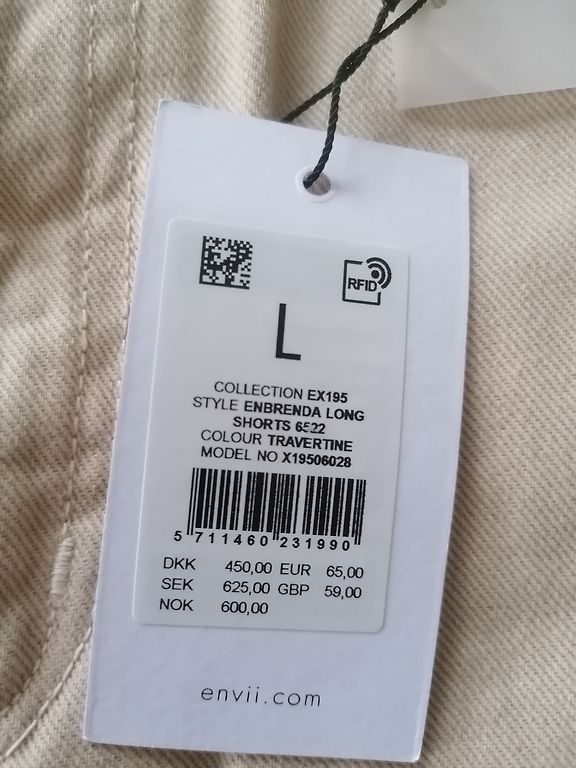 RFID
L
COLLECTION EX195
STYLE ENBRENDA LONG
SHORTS 6522
COLOUR TRAVERTINE
MODEL NO X19506028
5 711460 231990
DKK 450,00 EUR 65,00
SEK 625,00 GBP 59,00
NOK 600,00
envii.com